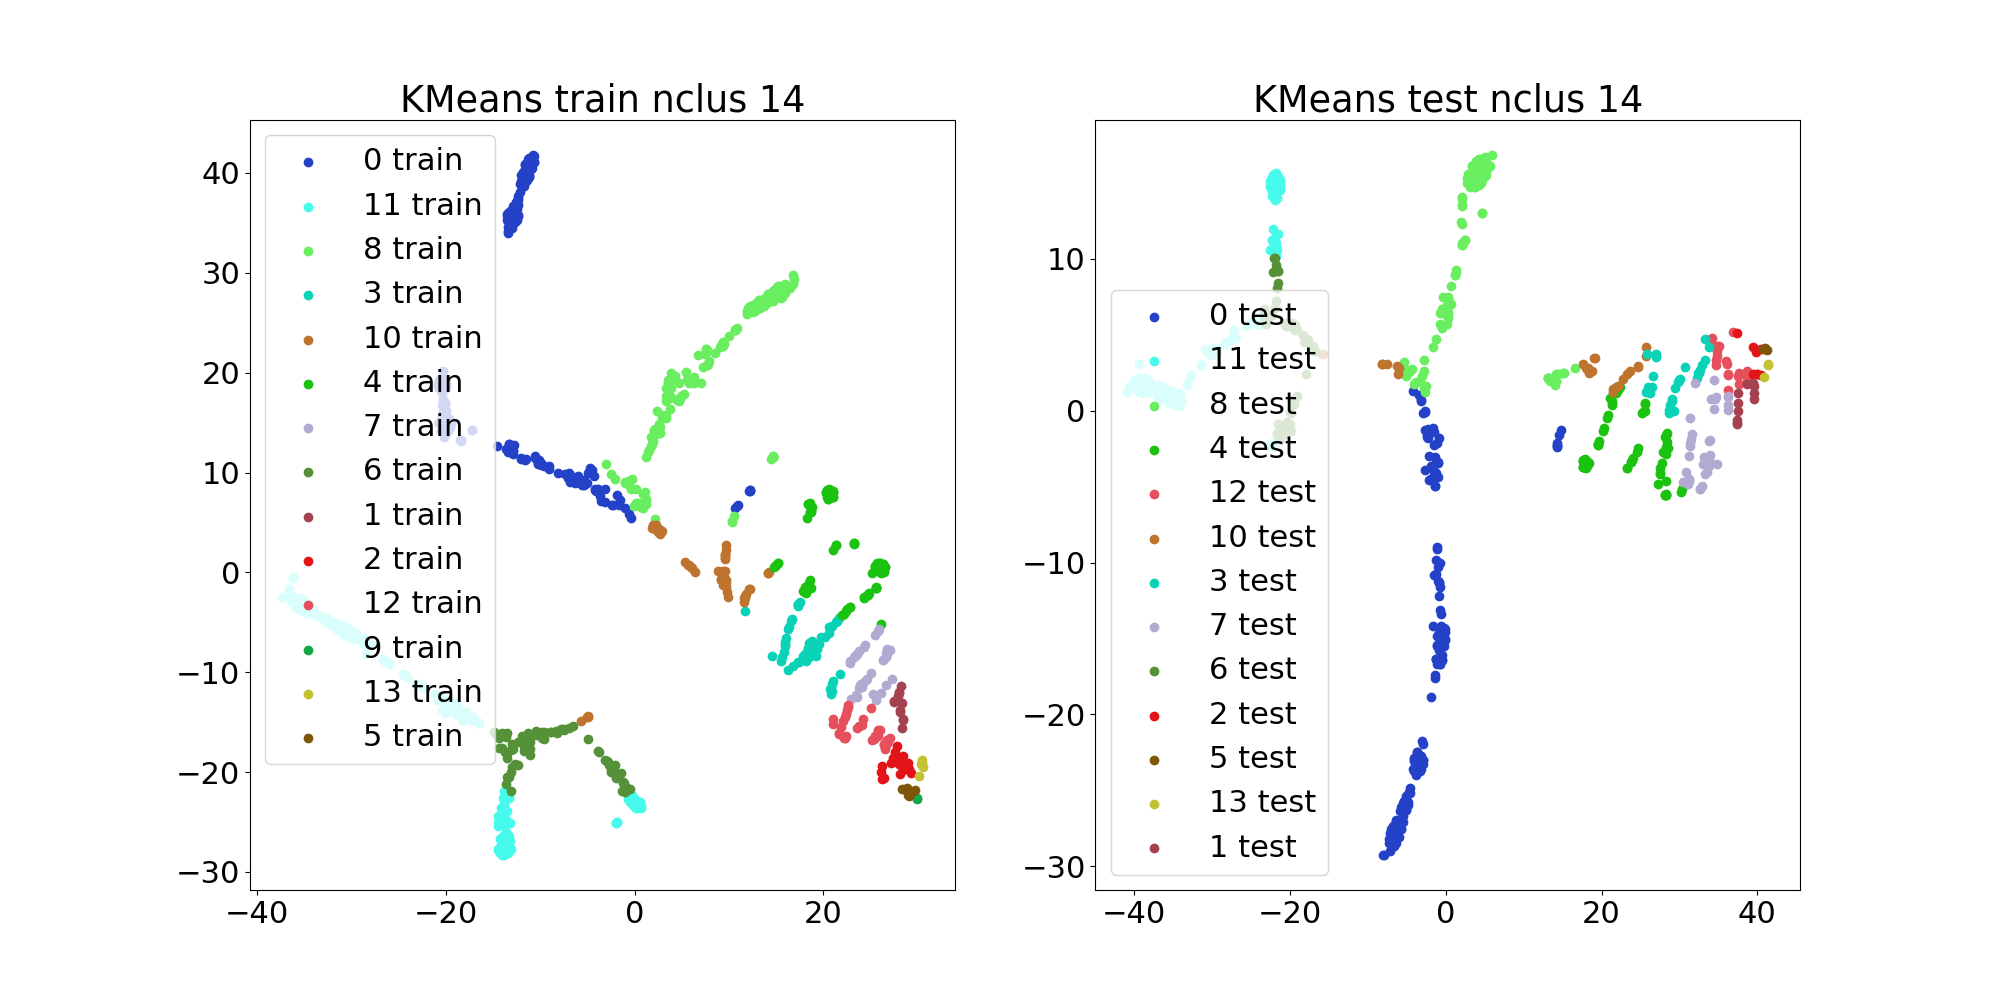 KMeans train nclus 14
40
30
20
10
0
−10
−20
−30
−40
−20
0
20
0 train
11 train
8 train
3 train
10 train
4 train
7 train
6 train
1 train
2 train
12 train
9 train
13 train
5 train
KMeans test nclus 14
10
0
−10
−20
−30
−40
−20
0
20
40
0 test
11 test
8 test
4 test
12 test
10 test
3 test
7 test
6 test
2 test
5 test
13 test
1 test